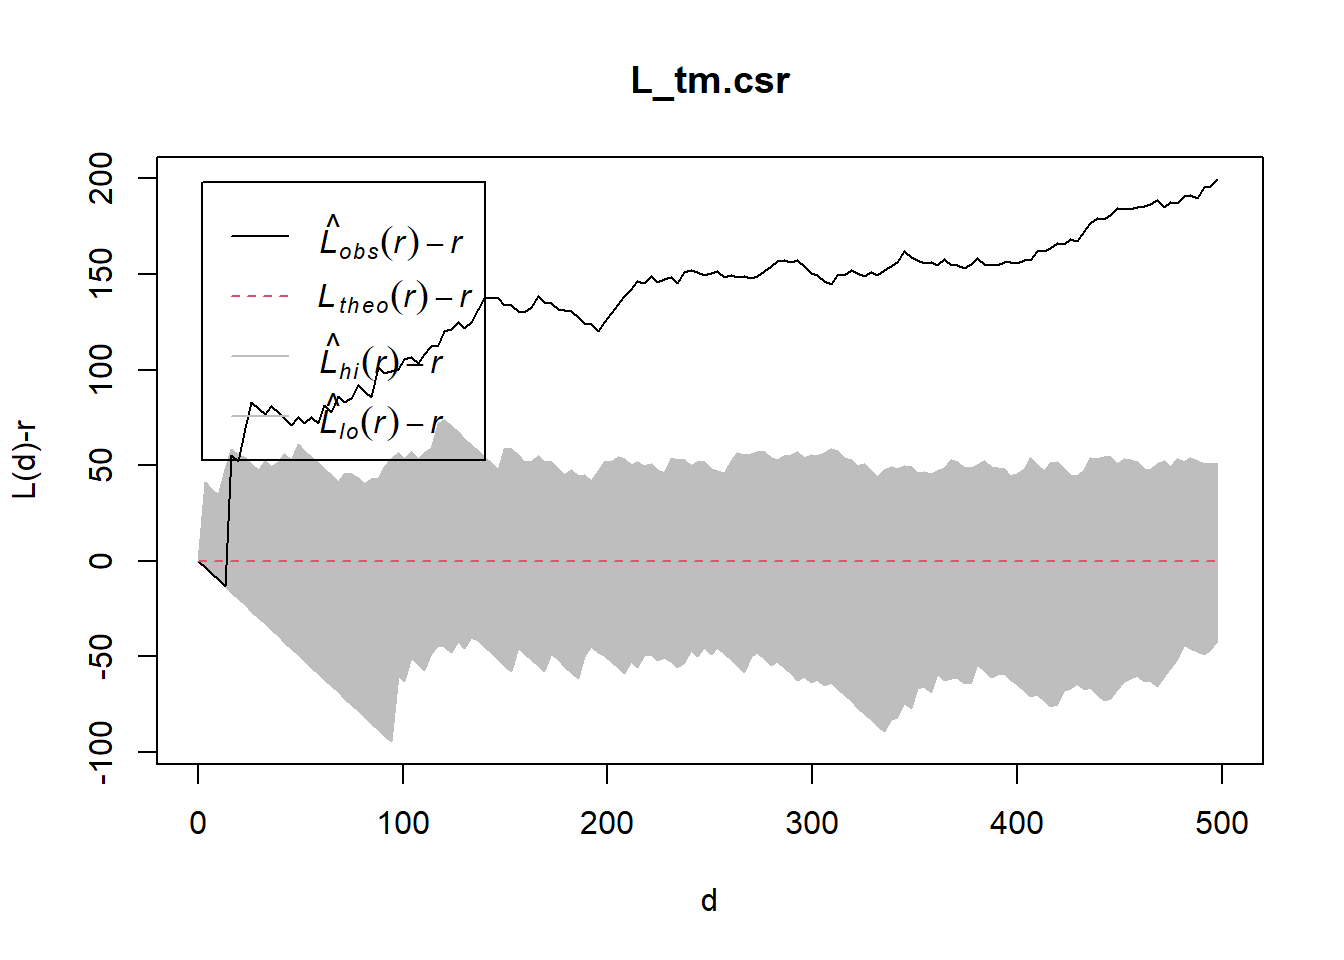 L_tm.csr
L(d)-r
200
150
100
50
0
-50
-100
L̂obs(r) − r
Ltheo(r) − r
L̂hi(r) − r
L̂lo(r) − r
0 100 200 300 400 500
d